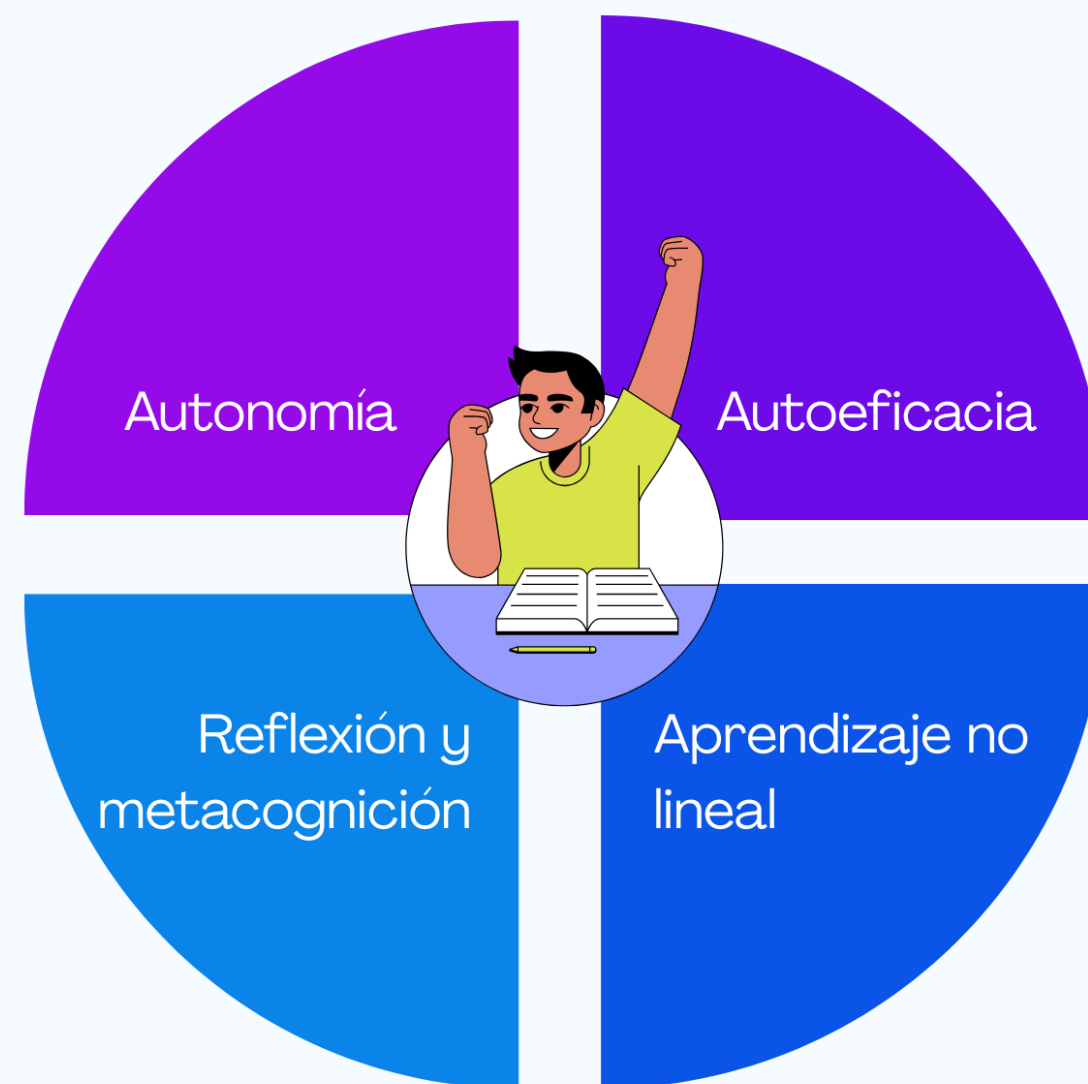 Autonomía
Autoeficacia
Reflexión y
metacognición
Aprendizaje no
lineal